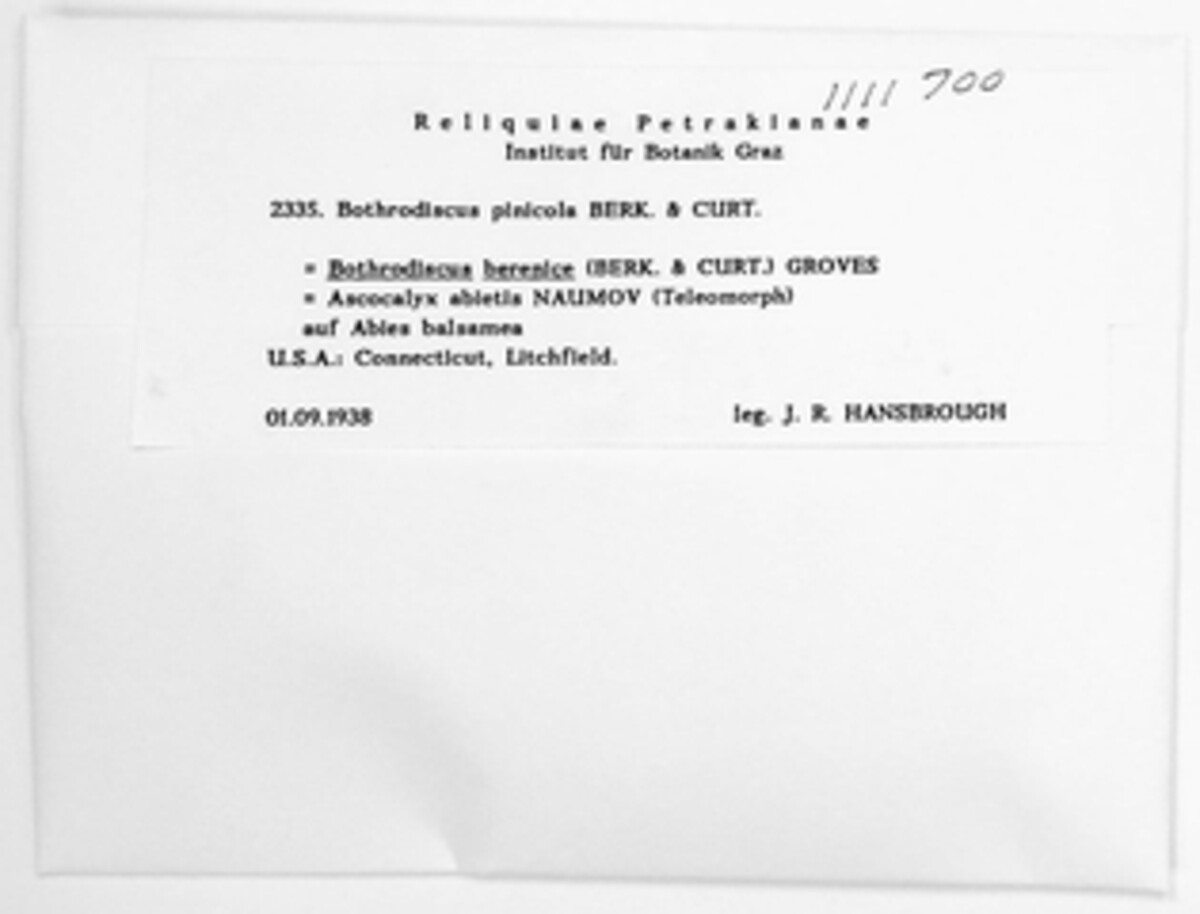 1111 700
Reliquiae Petrakianae
Institut für Botanik Graz
2335. Bothrodiscus pinicola BERK. & CURT.
= Bothrodiscus berenice (BERK. & CURT.) GROVES
= Ascocalyx abietis NAUMOV (Teleomorph)
auf Abies balsamea
U.S.A.: Connecticut, Litchfield.
01.09.1938 leg. J. R. HANSBROUGH